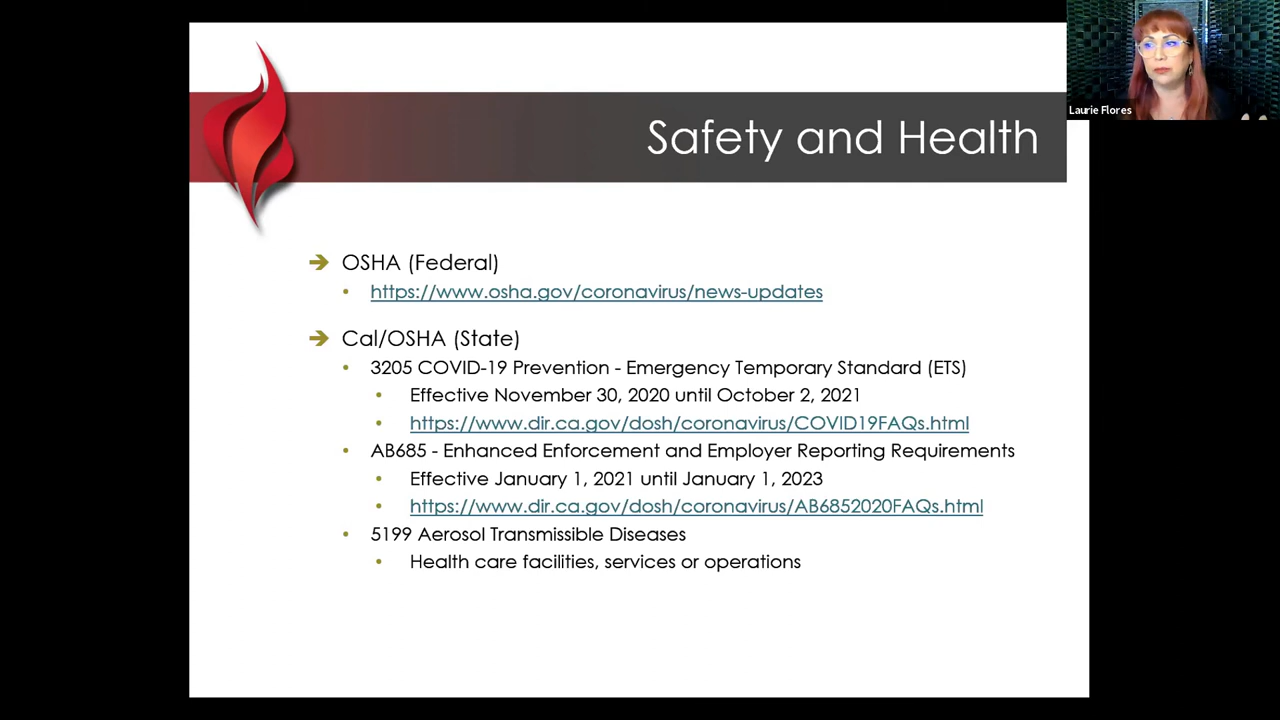 Laurie Flores
Safety and Health
OSHA (Federal)
https://www.osha.gov/coronavirus/news-updates
Cal/OSHA (State)
3205 COVID-19 Prevention - Emergency Temporary Standard (ETS)
Effective November 30, 2020 until October 2, 2021
https://www.dir.ca.gov/dosh/coronavirus/COVID19FAQs.html
AB685 - Enhanced Enforcement and Employer Reporting Requirements
Effective January 1, 2021 until January 1, 2023
https://www.dir.ca.gov/dosh/coronavirus/AB6852020FAQs.html
5199 Aerosol Transmissible Diseases
Health care facilities, services or operations